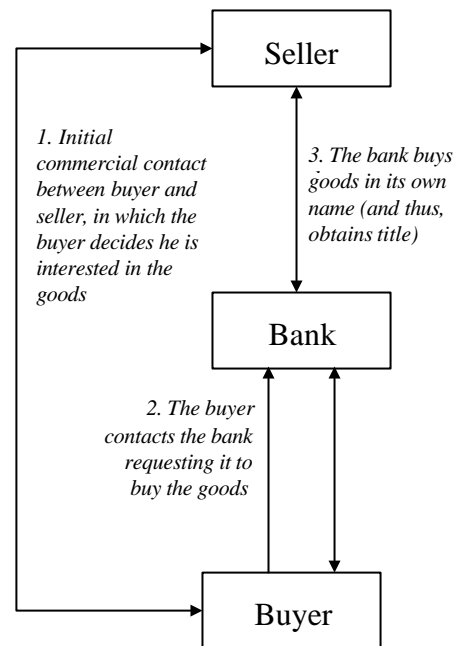 Seller
1. Initial
commercial contact
between buyer and
seller, in which the
buyer decides he is
interested in the
goods
3. The bank buys
goods in its own
name (and thus,
obtains title)
Bank
2. The buyer
contacts the bank
requesting it to
buy the goods
Buyer